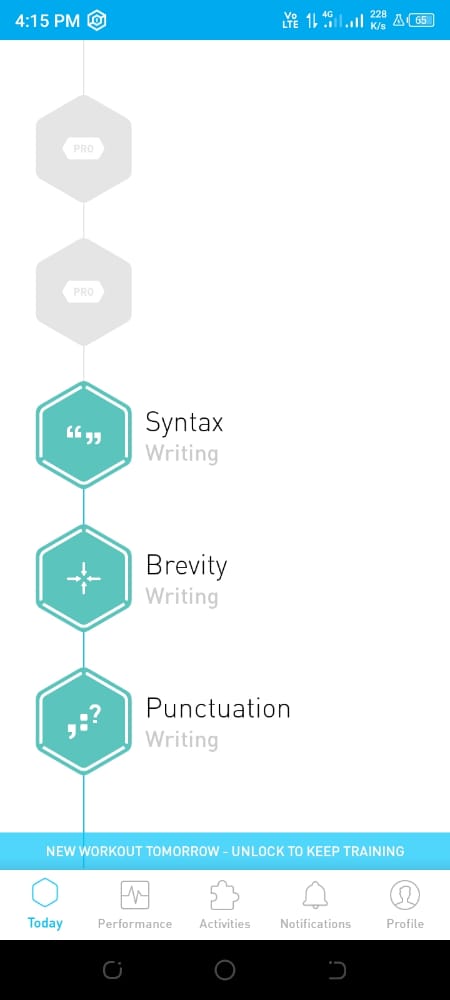 4:15 PM
Vo LTE 4G 228 K/s 65
PRO
PRO
“ ”
Syntax
Writing
Brevity
Writing
,:?
Punctuation
Writing
NEW WORKOUT TOMORROW - UNLOCK TO KEEP TRAINING
Today
Performance
Activities
Notifications
Profile